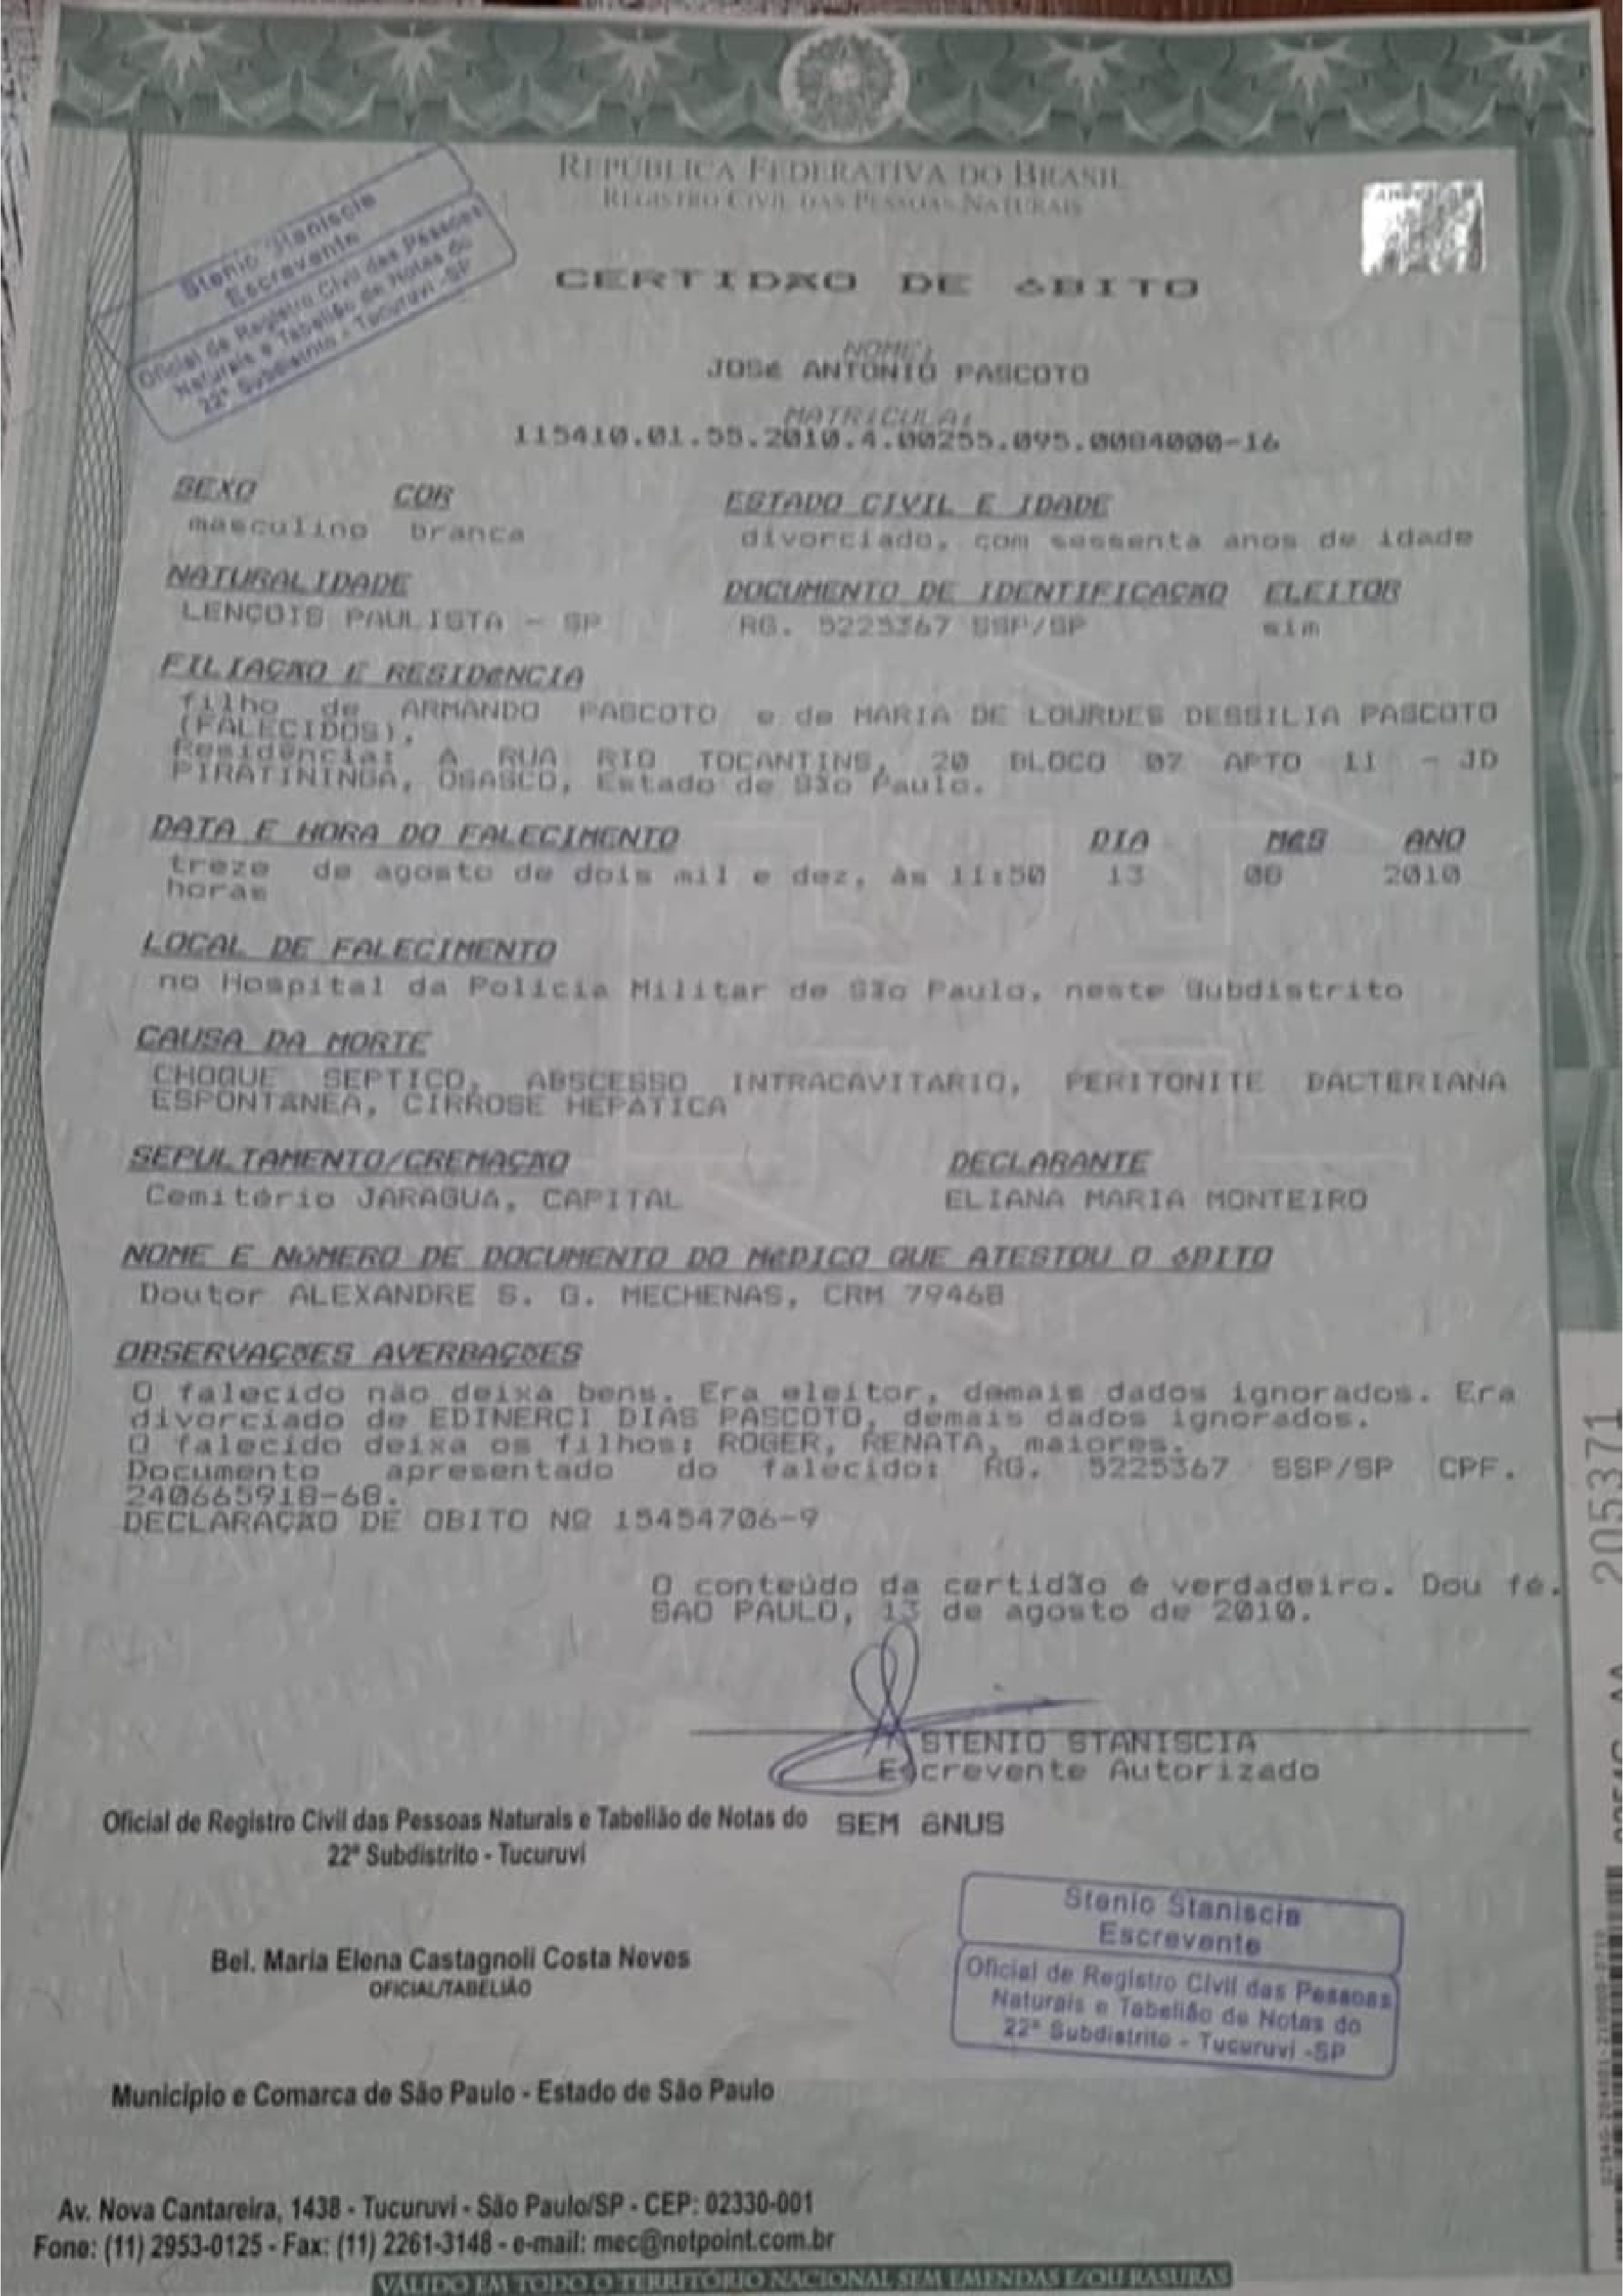 REPÚBLICA FEDERATIVA DO BRASIL
REGISTRO CIVIL DAS PESSOAS NATURAIS
Stenio Staniscia
Escrevente
Oficial de Registro Civil das Pessoas
Naturais e Tabelião de Notas do
22º Subdistrito - Tucuruvi -SP
CERTIDãO DE óBITO
NOME:
JOSé ANTONIO PASCOTO
MATRICULA:
115410.01.55.2010.4.00255.095.0084000-16
SEXO COR ESTADO CIVIL E IDADE
masculino branca divorciado, com sessenta anos de idade
NATURALIDADE DOCUMENTO DE IDENTIFICAÇãO ELEITOR
LENÇOIS PAULISTA - SP RG. 5225367 SSP/SP sim
FILIAÇãO E RESIDêNCIA
filho de ARMANDO PASCOTO e de MARIA DE LOURDES DESSILIA PASCOTO
(FALECIDOS),
Residência: A RUA RIO TOCANTINS, 20 BLOCO 07 APTO 11 - JD
PIRATININGA, OSASCO, Estado de São Paulo.
DATA E HORA DO FALECIMENTO DIA MêS ANO
treze de agosto de dois mil e dez, às 11:50 13 08 2010
horas
LOCAL DE FALECIMENTO
no Hospital da Polícia Militar de São Paulo, neste Subdistrito
CAUSA DA MORTE
CHOQUE SEPTICO, ABSCESSO INTRACAVITARIO, PERITONITE BACTERIANA
ESPONTANEA, CIRROSE HEPATICA
SEPULTAMENTO/CREMAÇãO DECLARANTE
Cemitério JARAGUA, CAPITAL ELIANA MARIA MONTEIRO
NOME E NúMERO DE DOCUMENTO DO MéDICO QUE ATESTOU O óBITO
Doutor ALEXANDRE S. G. MECHENAS, CRM 79468
OBSERVAÇõES AVERBAÇõES
O falecido não deixa bens. Era eleitor, demais dados ignorados. Era
divorciado de EDINERCI DIAS PASCOTO, demais dados ignorados.
O falecido deixa os filhos: ROGER, RENATA, maiores.
Documento apresentado do falecido: RG. 5225367 SSP/SP CPF.
240665918-68.
DECLARAÇãO DE OBITO Nº 15454706-9
O conteúdo da certidão é verdadeiro. Dou fé.
SAO PAULO, 13 de agosto de 2010.
STENIO STANISCIA
Escrevente Autorizado
Oficial de Registro Civil das Pessoas Naturais e Tabelião de Notas do SEM ôNUS
22º Subdistrito - Tucuruvi
Stenio Staniscia
Escrevente
Oficial de Registro Civil das Pessoas
Naturais e Tabelião de Notas do
22º Subdistrito - Tucuruvi -SP
Bel. Maria Elena Castagnoli Costa Neves
OFICIAL/TABELIÃO
Município e Comarca de São Paulo - Estado de São Paulo
Av. Nova Cantareira, 1438 - Tucuruvi - São Paulo/SP - CEP: 02330-001
Fone: (11) 2953-0125 - Fax: (11) 2261-3148 - e-mail: mec@netpoint.com.br
VÁLIDO EM TODO O TERRITÓRIO NACIONAL SEM EMENDAS E/OU RASURAS
205371